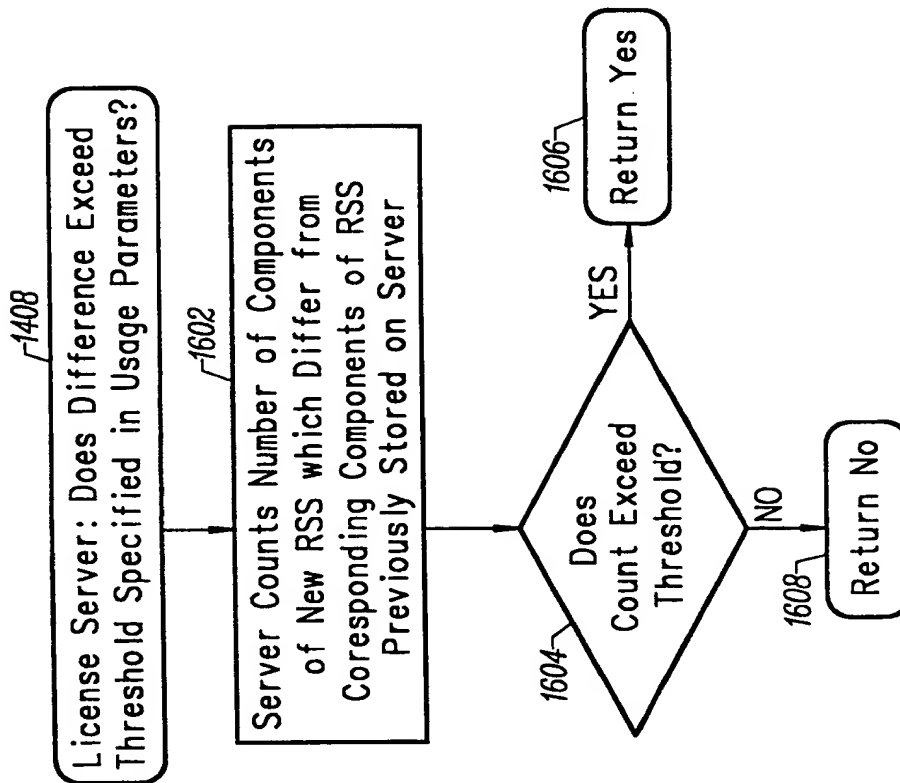 1408
License Server: Does Difference Exceed
Threshold Specified in Usage Parameters?
1602
Server Counts Number of Components
of New RSS which Differ from
Coresponding Components of RSS
Previously Stored on Server
1604
Does
Count Exceed
Threshold?
YES
1606
Return Yes
NO
1608
Return No